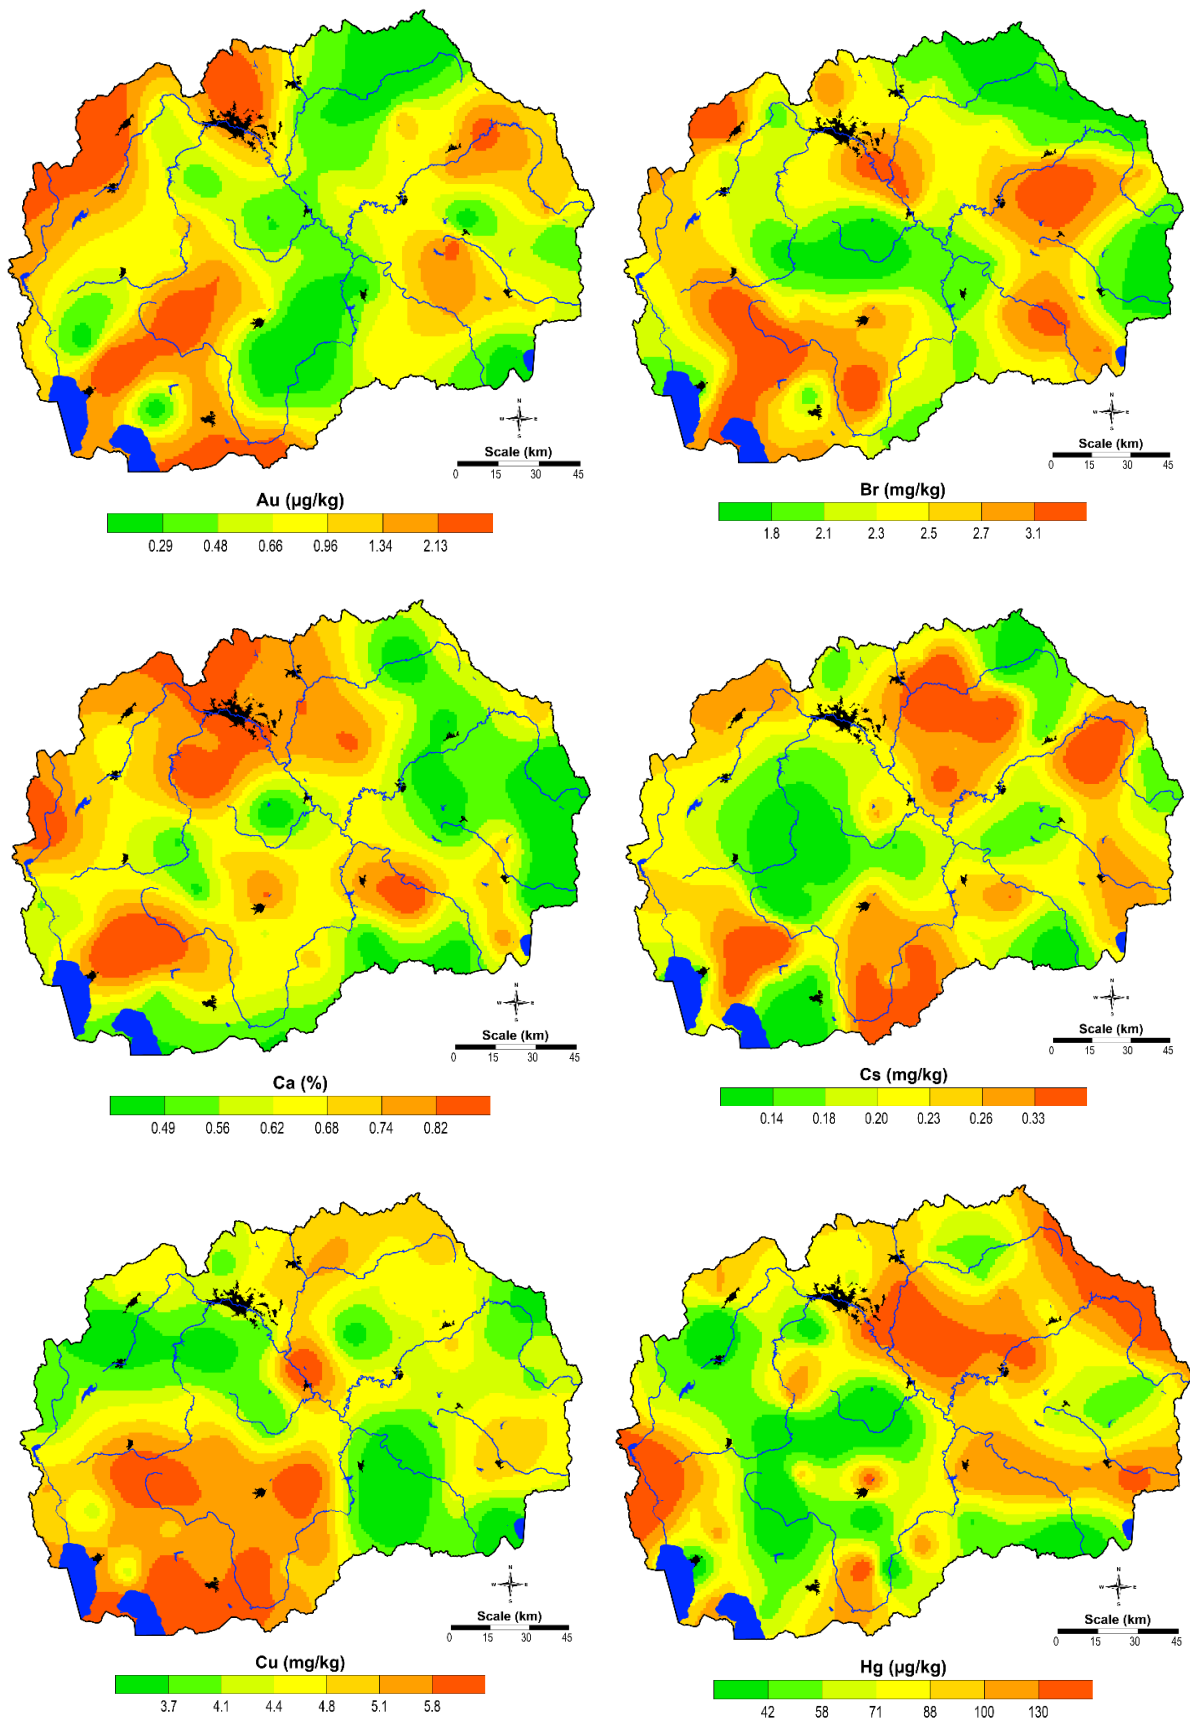 N
W E
S
Scale (km)
0 15 30 45
Au (µg/kg)
0.29 0.48 0.66 0.96 1.34 2.13
N
W E
S
Scale (km)
0 15 30 45
Br (mg/kg)
1.8 2.1 2.3 2.5 2.7 3.1
N
W E
S
Scale (km)
0 15 30 45
Ca (%)
0.49 0.56 0.62 0.68 0.74 0.82
N
W E
S
Scale (km)
0 15 30 45
Cs (mg/kg)
0.14 0.18 0.20 0.23 0.26 0.33
N
W E
S
Scale (km)
0 15 30 45
Cu (mg/kg)
3.7 4.1 4.4 4.8 5.1 5.8
N
W E
S
Scale (km)
0 15 30 45
Hg (µg/kg)
42 58 71 88 100 130